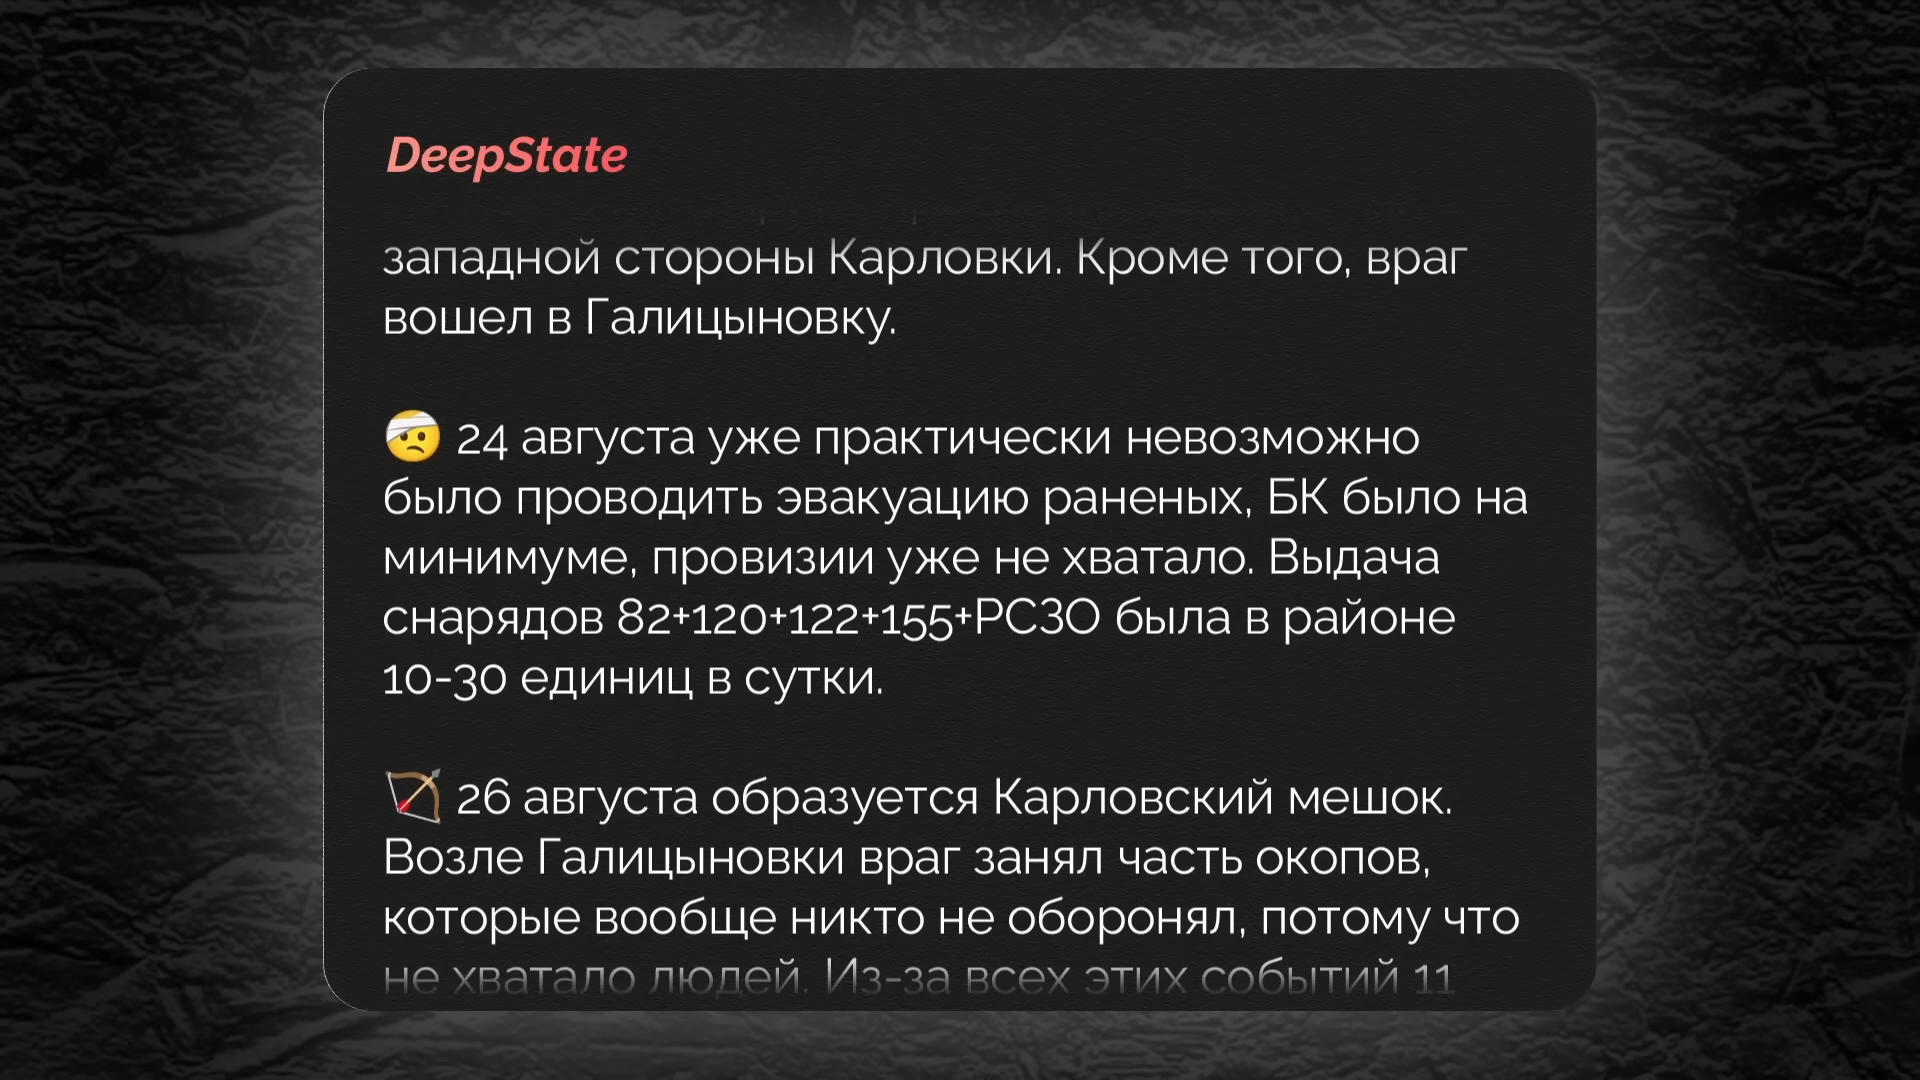 DeepState
западной стороны Карловки. Кроме того, враг
вошел в Галицыновку.
🤕 24 августа уже практически невозможно
было проводить эвакуацию раненых, БК было на
минимуме, провизии уже не хватало. Выдача
снарядов 82+120+122+155+РСЗО была в районе
10-30 единиц в сутки.
🏹 26 августа образуется Карловский мешок.
Возле Галицыновки враг занял часть окопов,
которые вообще никто не оборонял, потому что
не хватало людей. Из-за всех этих событий 11